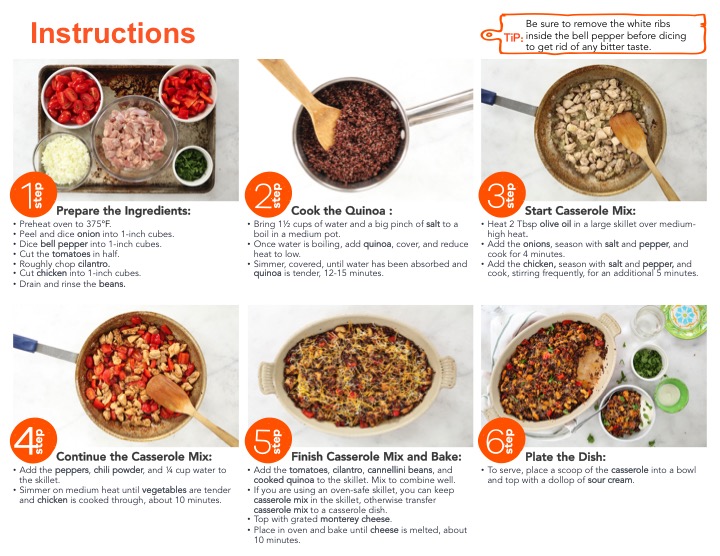 Instructions
TiP:
Be sure to remove the white ribs
inside the bell pepper before dicing
to get rid of any bitter taste.
1 step
Prepare the Ingredients:
• Preheat oven to 375°F.
• Peel and dice onion into 1-inch cubes.
• Dice bell pepper into 1-inch cubes.
• Cut the tomatoes in half.
• Roughly chop cilantro.
• Cut chicken into 1-inch cubes.
• Drain and rinse the beans.
2 step
Cook the Quinoa :
• Bring 1½ cups of water and a big pinch of salt to a
boil in a medium pot.
• Once water is boiling, add quinoa, cover, and reduce
heat to low.
• Simmer, covered, until water has been absorbed and
quinoa is tender, 12-15 minutes.
3 step
Start Casserole Mix:
• Heat 2 Tbsp olive oil in a large skillet over medium-
high heat.
• Add the onions, season with salt and pepper, and
cook for 4 minutes.
• Add the chicken, season with salt and pepper, and
cook, stirring frequently, for an additional 5 minutes.
4 step
Continue the Casserole Mix:
• Add the peppers, chili powder, and ¼ cup water to
the skillet.
• Simmer on medium heat until vegetables are tender
and chicken is cooked through, about 10 minutes.
5 step
Finish Casserole Mix and Bake:
• Add the tomatoes, cilantro, cannellini beans, and
cooked quinoa to the skillet. Mix to combine well.
• If you are using an oven-safe skillet, you can keep
casserole mix in the skillet, otherwise transfer
casserole mix to a casserole dish.
• Top with grated monterey cheese.
• Place in oven and bake until cheese is melted, about
10 minutes.
6 step
Plate the Dish:
• To serve, place a scoop of the casserole into a bowl
and top with a dollop of sour cream.